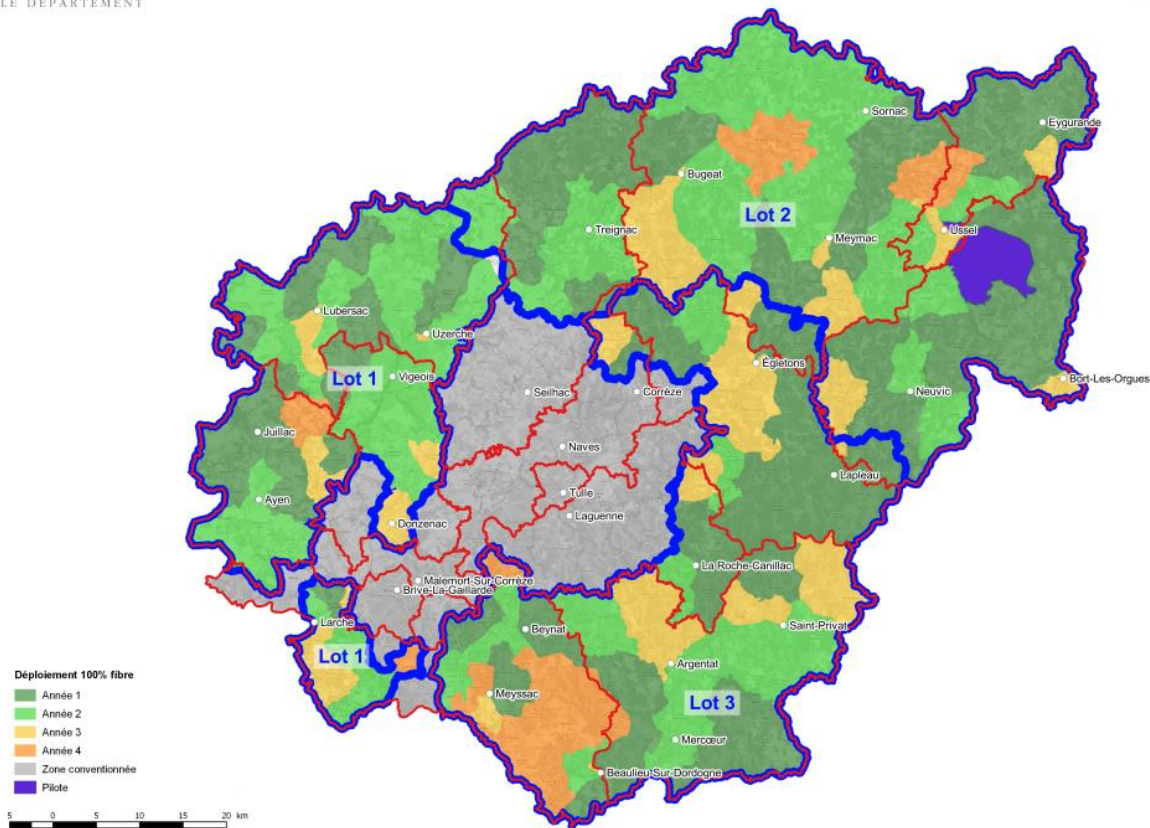 LE DEPARTEMENT
Sornac
Eygurande
Bugeat
Lot 2
Treignac
Meymac
Ussel
Lubersac
Uzerche
Égletons
Lot 1
Vigeois
Bort-Les-Orgues
Seilhac
Corrèze
Neuvic
Juillac
Naves
Lapleau
Tulle
Ayen
Laguenne
Donzenac
La Roche-Canillac
Malemort-Sur-Corrèze
Brive-La-Gaillarde
Larche
Beynat
Saint-Privat
Lot 1
Argentat
Meyssac
Lot 3
Mercœur
Beaulieu-Sur-Dordogne
Déploiement 100% fibre
Année 1
Année 2
Année 3
Année 4
Zone conventionnée
Pilote
5 0 5 10 15 20 km